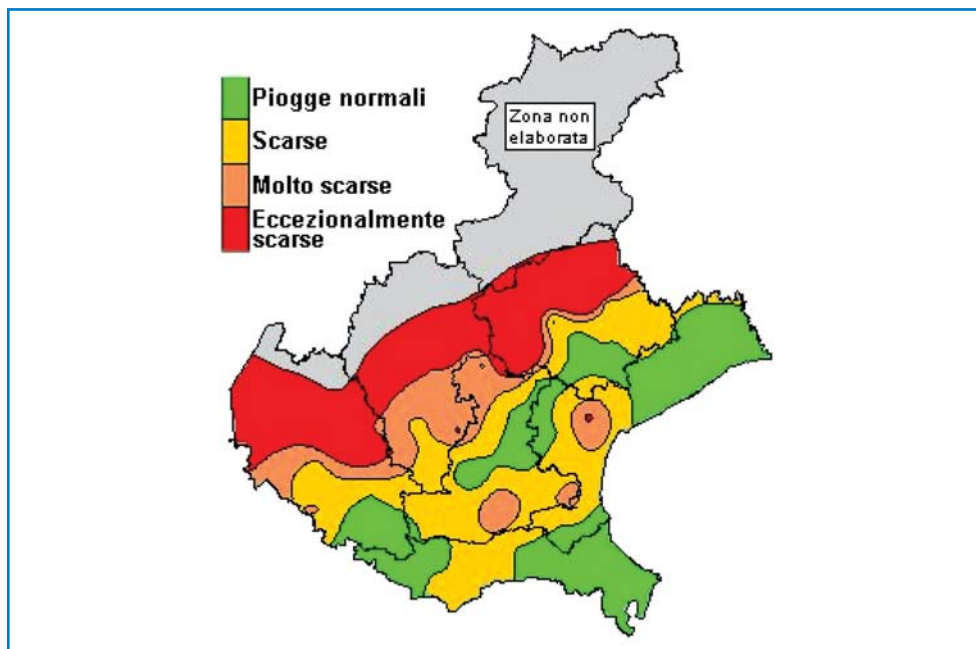 Piogge normali
Scarse
Molto scarse
Eccezionalmente
scarse
Zona non
elaborata